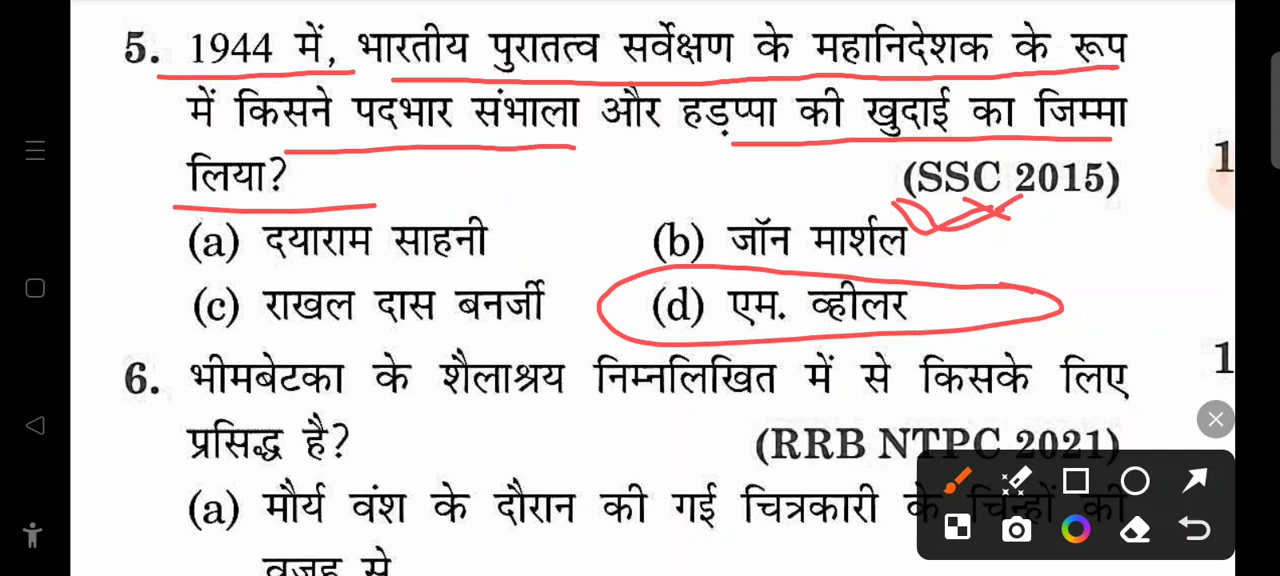 5. 1944 में, भारतीय पुरातत्व सर्वेक्षण के महानिदेशक के रूप
में किसने पदभार संभाला और हड़प्पा की खुदाई का जिम्मा
लिया? (SSC 2015)
1
(a) दयाराम साहनी (b) जॉन मार्शल
(c) राखल दास बनर्जी (d) एम. व्हीलर
1
6. भीमबेटका के शैलाश्रय निम्नलिखित में से किसके लिए
प्रसिद्ध है? (RRB NTPC 2021)
(a) मौर्य वंश के दौरान की गई चित्रकारी के चिन्हों की
वजह से